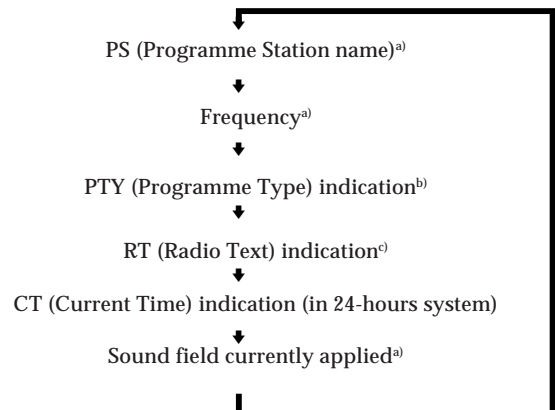 PS (Programme Station name)a)
Frequencya)
PTY (Programme Type) indicationb)
RT (Radio Text) indicationc)
CT (Current Time) indication (in 24-hours system)
Sound field currently applieda)